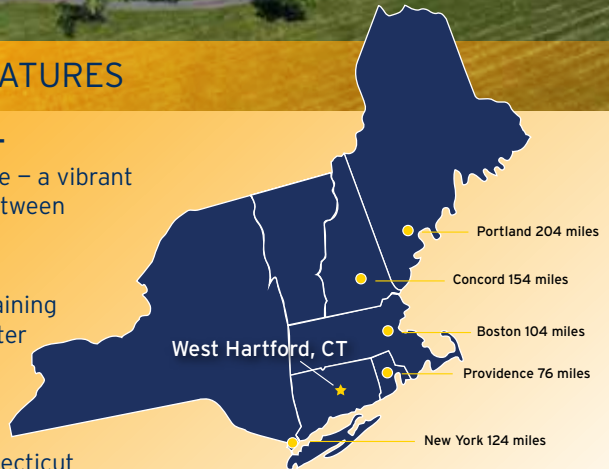 ATURES
e – a vibrant
tween
aining
ter
ecticut
Portland 204 miles
Concord 154 miles
Boston 104 miles
West Hartford, CT
Providence 76 miles
New York 124 miles